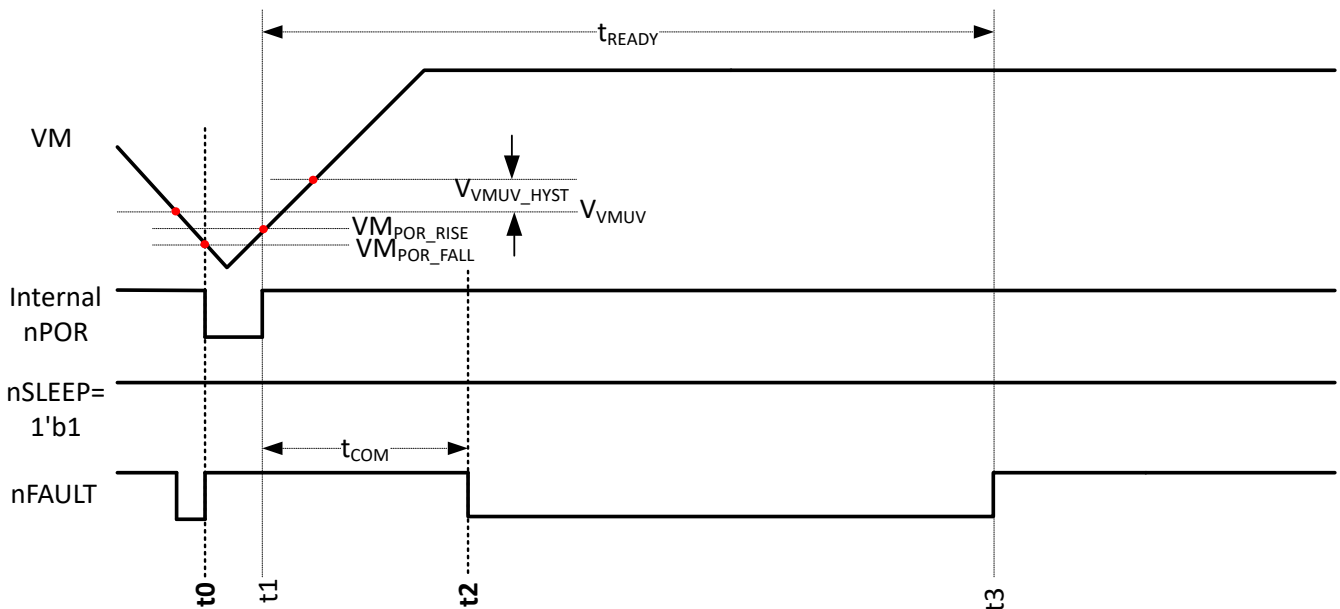 tREADY
VM
VVMUV_HYST
VVMUV
VMPOR_RISE
VMPOR_FALL
Internal
nPOR
nSLEEP=
1'b1
tCOM
nFAULT
t0
t1
t2
t3